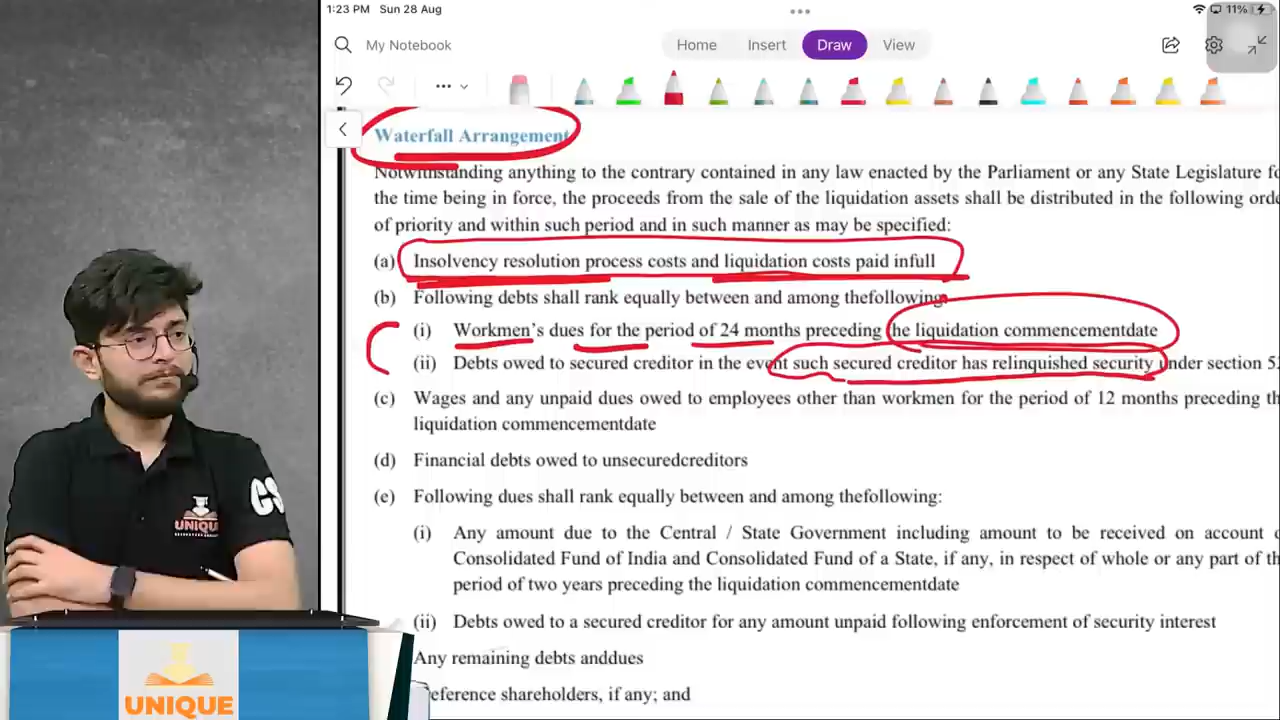 1:23 PM Sun 28 Aug
11%
My Notebook
Home
Insert
Draw
View
Waterfall Arrangement
Notwithstanding anything to the contrary contained in any law enacted by the Parliament or any State Legislature fo
the time being in force, the proceeds from the sale of the liquidation assets shall be distributed in the following orde
of priority and within such period and in such manner as may be specified:
(a) Insolvency resolution process costs and liquidation costs paid infull
(b) Following debts shall rank equally between and among thefollowing:
(i) Workmen's dues for the period of 24 months preceding he liquidation commencementdate
(ii) Debts owed to secured creditor in the event such secured creditor has relinquished security under section 5
(c) Wages and any unpaid dues owed to employees other than workmen for the period of 12 months preceding th
liquidation commencementdate
(d) Financial debts owed to unsecuredcreditors
(e) Following dues shall rank equally between and among thefollowing:
(i) Any amount due to the Central / State Government including amount to be received on account
Consolidated Fund of India and Consolidated Fund of a State, if any, in respect of whole or any part of th
period of two years preceding the liquidation commencementdate
(ii) Debts owed to a secured creditor for any amount unpaid following enforcement of security interest
Any remaining debts anddues
eference shareholders, if any; and
UNIQUE
CS
UNIQUE